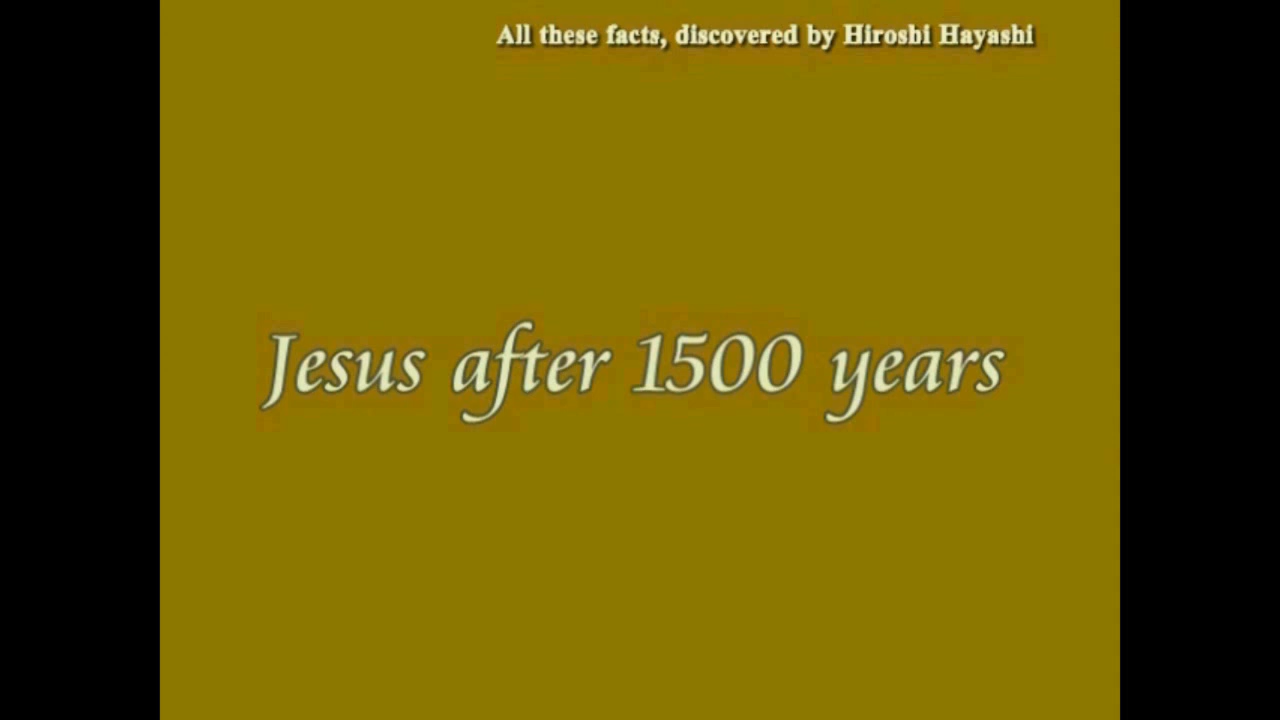 All these facts, discovered by Hiroshi Hayashi
Jesus after 1500 years